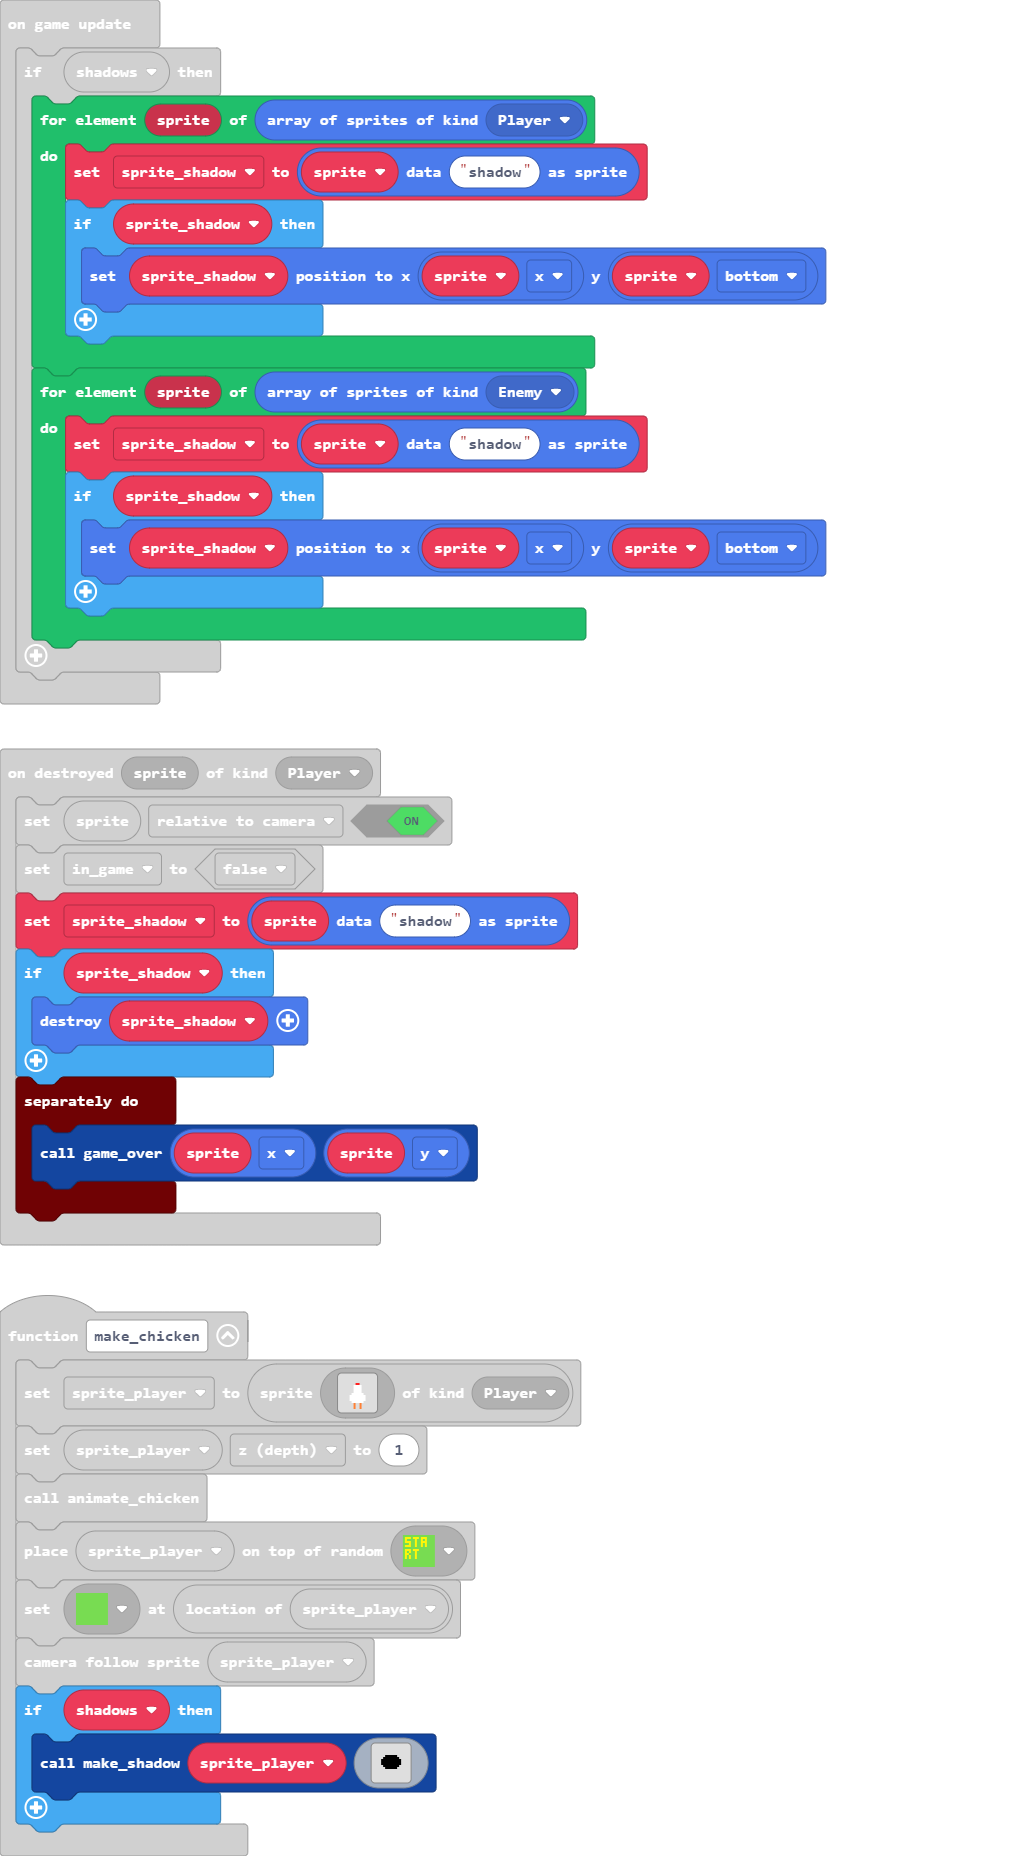 on game update
if shadows then
for element sprite of array of sprites of kind Player
do
set sprite_shadow to sprite data "shadow" as sprite
if sprite_shadow then
set sprite_shadow position to x sprite x y sprite bottom
for element sprite of array of sprites of kind Enemy
do
set sprite_shadow to sprite data "shadow" as sprite
if sprite_shadow then
set sprite_shadow position to x sprite x y sprite bottom
on destroyed sprite of kind Player
set sprite relative to camera ON
set in_game to false
set sprite_shadow to sprite data "shadow" as sprite
if sprite_shadow then
destroy sprite_shadow
separately do
call game_over sprite x sprite y
function make_chicken
set sprite_player to sprite of kind Player
set sprite_player z (depth) to 1
call animate_chicken
place sprite_player on top of random STA
RT
set at location of sprite_player
camera follow sprite sprite_player
if shadows then
call make_shadow sprite_player